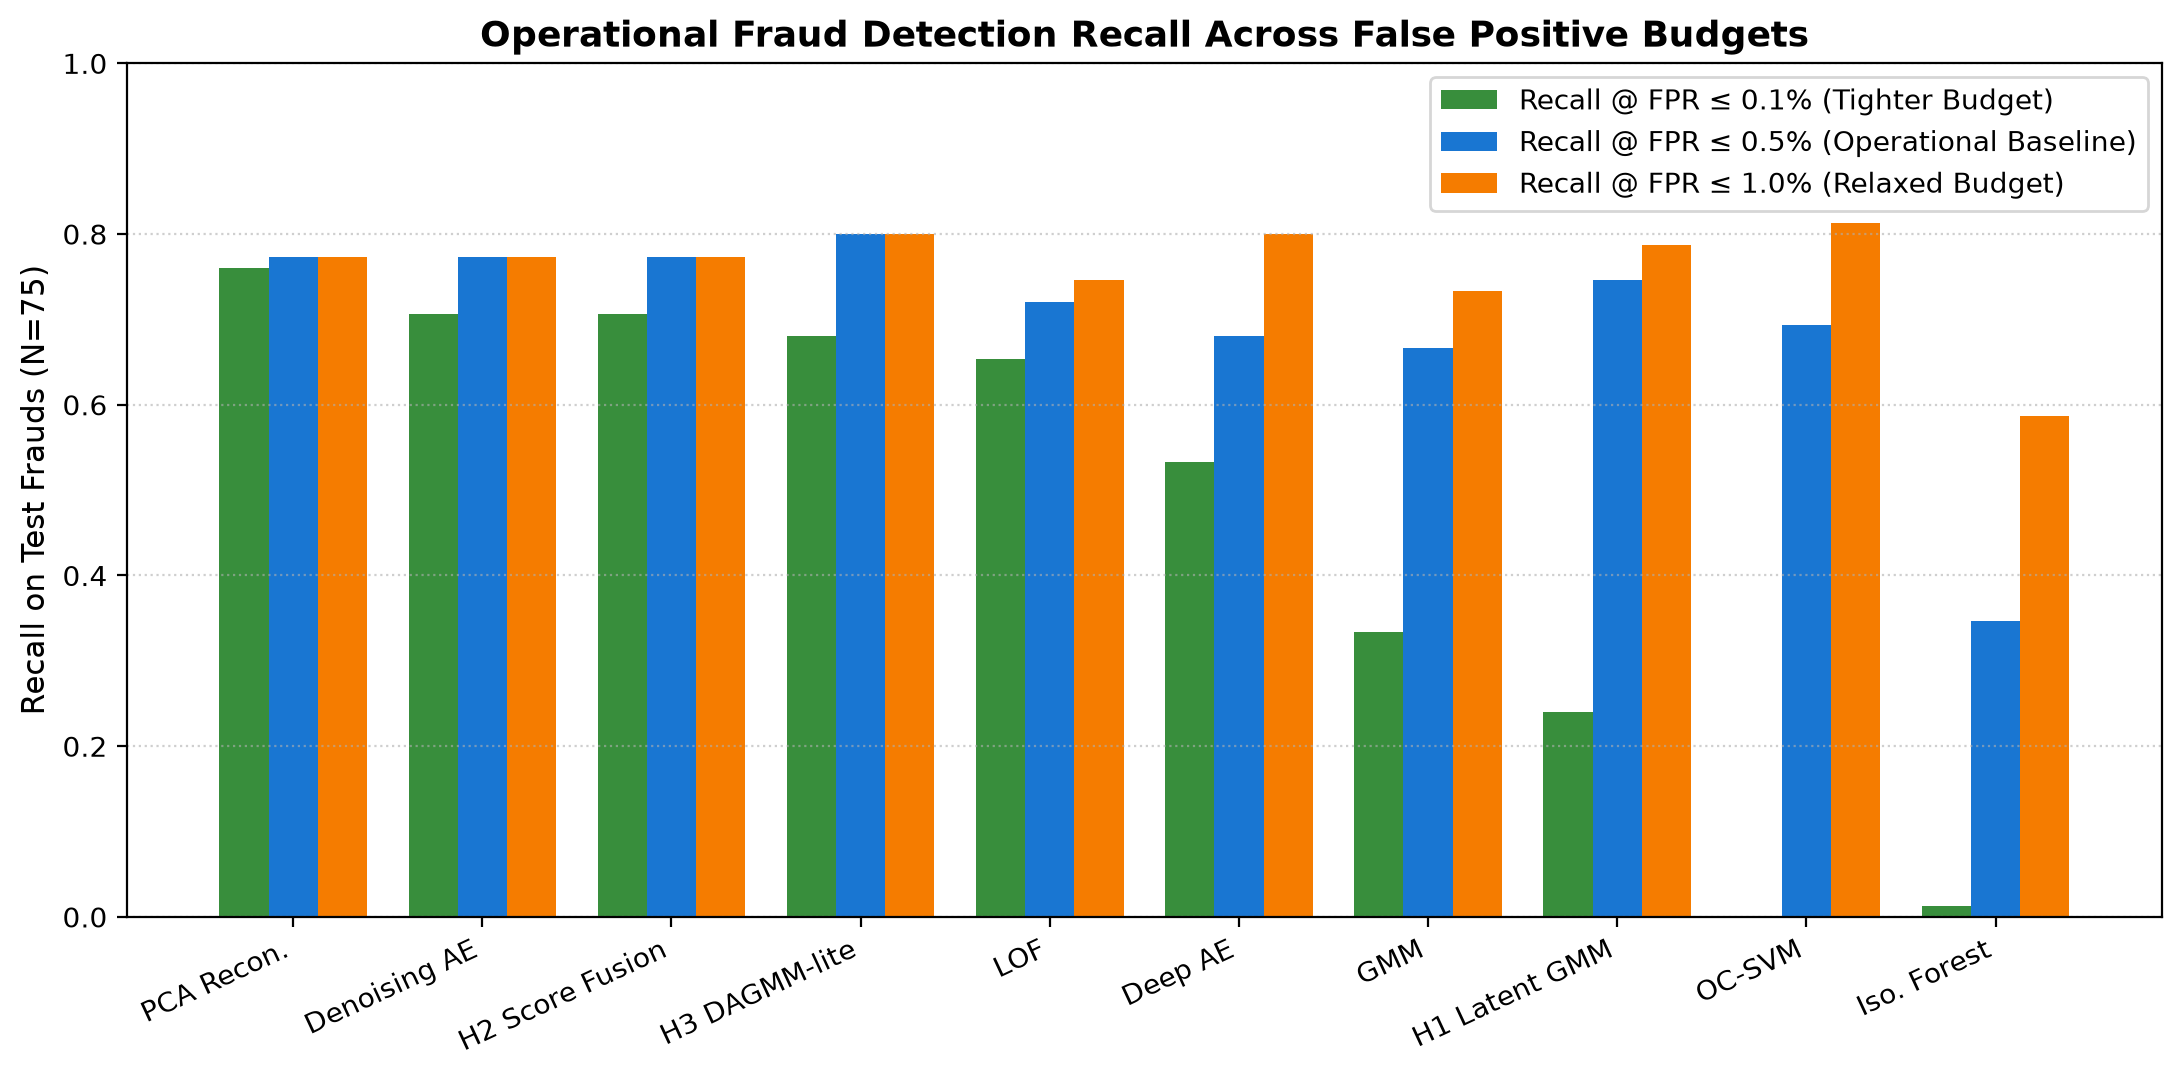 Operational Fraud Detection Recall Across False Positive Budgets
Recall @ FPR ≤ 0.1% (Tighter Budget)
Recall @ FPR ≤ 0.5% (Operational Baseline)
Recall @ FPR ≤ 1.0% (Relaxed Budget)
Recall on Test Frauds (N=75)
1.0
0.8
0.6
0.4
0.2
0.0
PCA Recon.
Denoising AE
H2 Score Fusion
H3 DAGMM-lite
LOF
Deep AE
GMM
H1 Latent GMM
OC-SVM
Iso. Forest